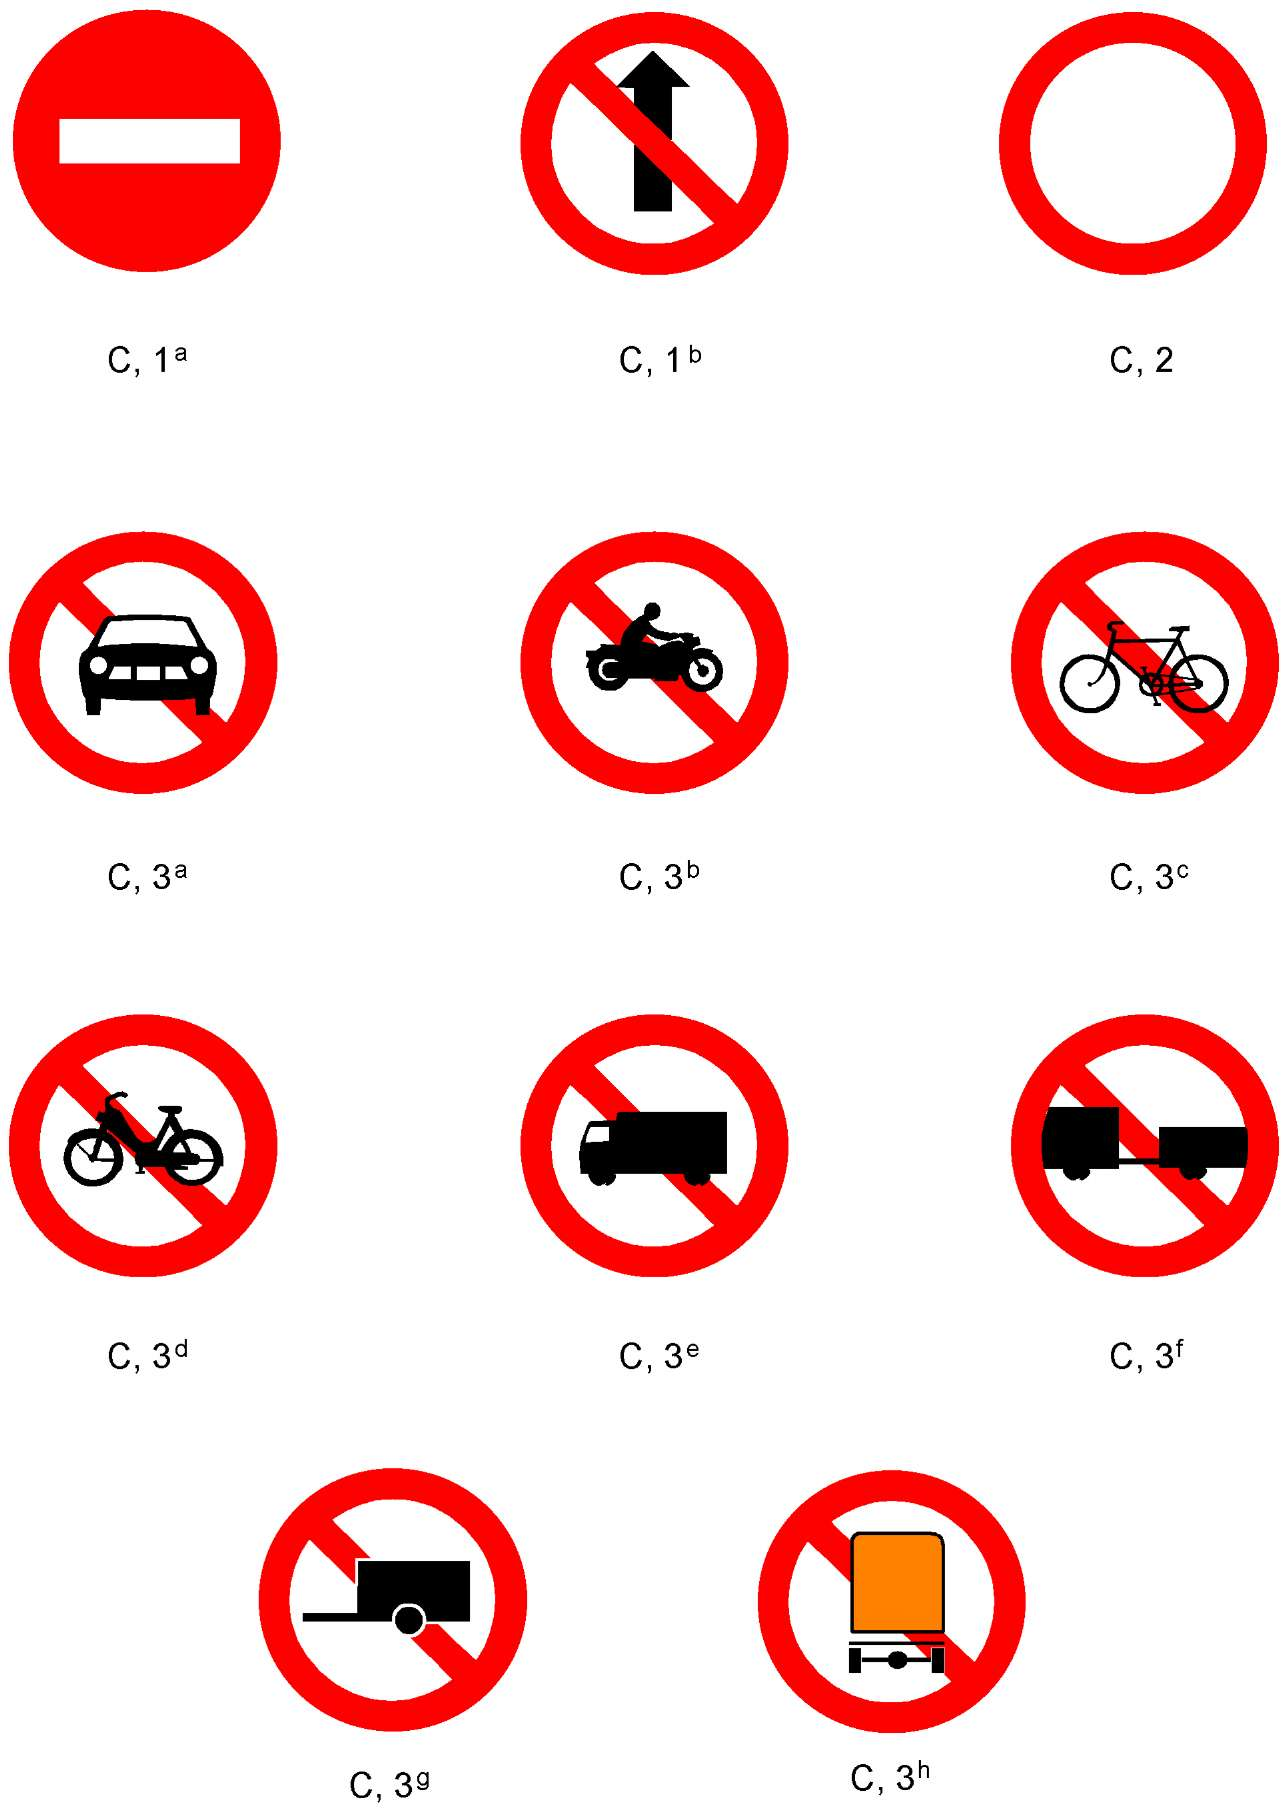 C, 1ᵃ
C, 1ᵇ
C, 2
C, 3ᵃ
C, 3ᵇ
C, 3ᶜ
C, 3ᵈ
C, 3ᵉ
C, 3ᶠ
C, 3ᵍ
C, 3ʰ